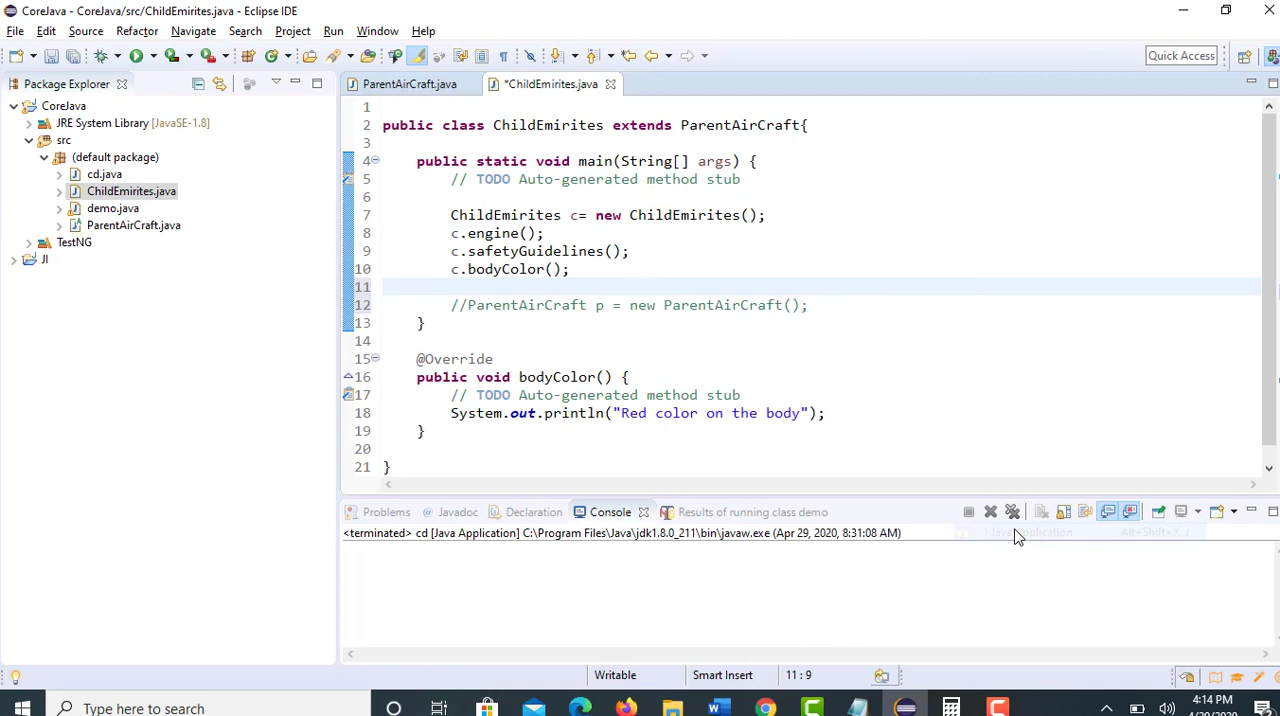 CoreJava - CoreJava/src/ChildEmirites.java - Eclipse IDE
File Edit Source Refactor Navigate Search Project Run Window Help
Quick Access
Package Explorer
ParentAirCraft.java
*ChildEmirites.java
CoreJava
JRE System Library [JavaSE-1.8]
src
(default package)
cd.java
ChildEmirites.java
demo.java
ParentAirCraft.java
TestNG
JI
1
2 public class ChildEmirites extends ParentAirCraft{
3
4 public static void main(String[] args) {
5 // TODO Auto-generated method stub
6
7 ChildEmirites c= new ChildEmirites();
8 c.engine();
9 c.safetyGuidelines();
10 c.bodyColor();
11
12 //ParentAirCraft p = new ParentAirCraft();
13 }
14
15 @Override
16 public void bodyColor() {
17 // TODO Auto-generated method stub
18 System.out.println("Red color on the body");
19 }
20
21 }
Problems @ Javadoc Declaration Console Results of running class demo
<terminated> cd [Java Application] C:\Program Files\Java\jdk1.8.0_211\bin\javaw.exe (Apr 29, 2020, 8:31:08 AM)
1 Java Application Alt+Shift+X, J
Writable Smart Insert 11 : 9
Type here to search
4:14 PM